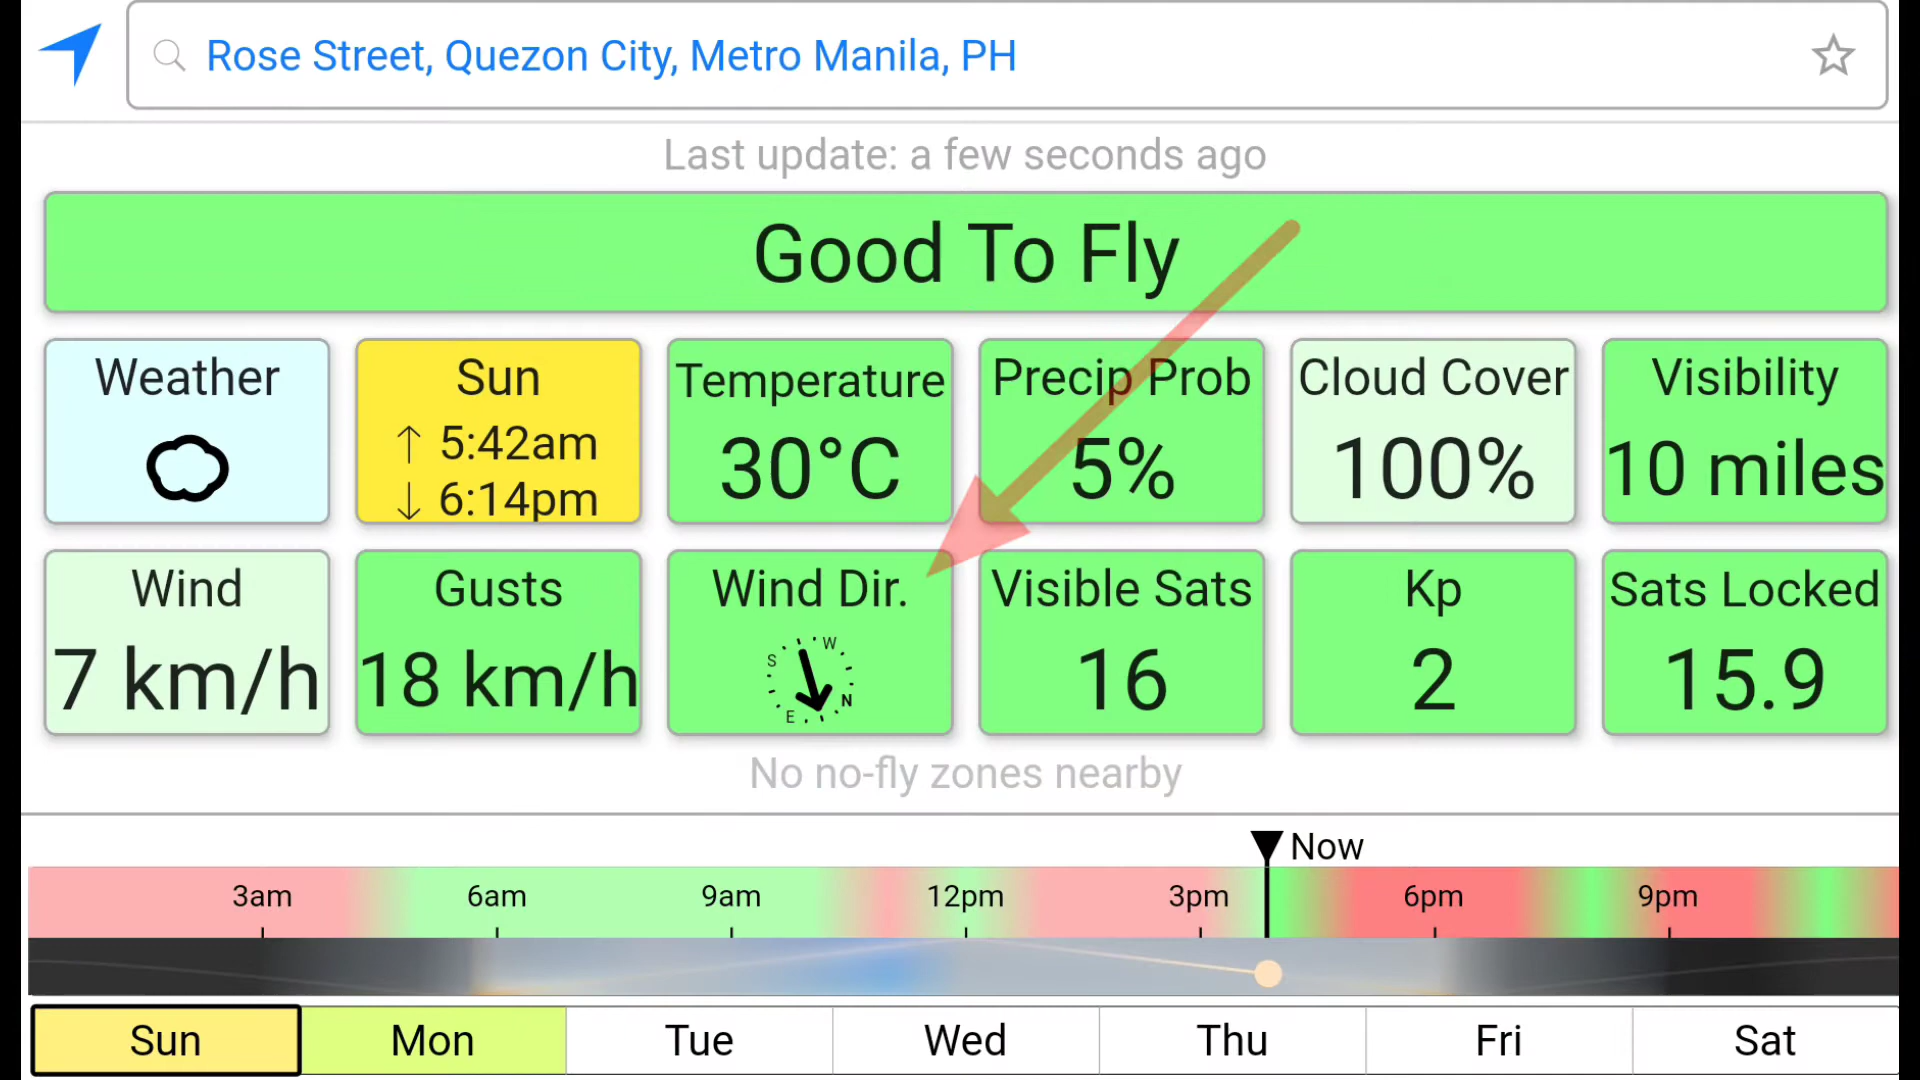 Rose Street, Quezon City, Metro Manila, PH
Last update: a few seconds ago
Good To Fly
Weather
Sun
↑ 5:42am
↓ 6:14pm
Temperature
30°C
Precip Prob
5%
Cloud Cover
100%
Visibility
10 miles
Wind
7 km/h
Gusts
18 km/h
Wind Dir.
S W
E N
Visible Sats
16
Kp
2
Sats Locked
15.9
No no-fly zones nearby
Now
3am 6am 9am 12pm 3pm 6pm 9pm
Sun Mon Tue Wed Thu Fri Sat